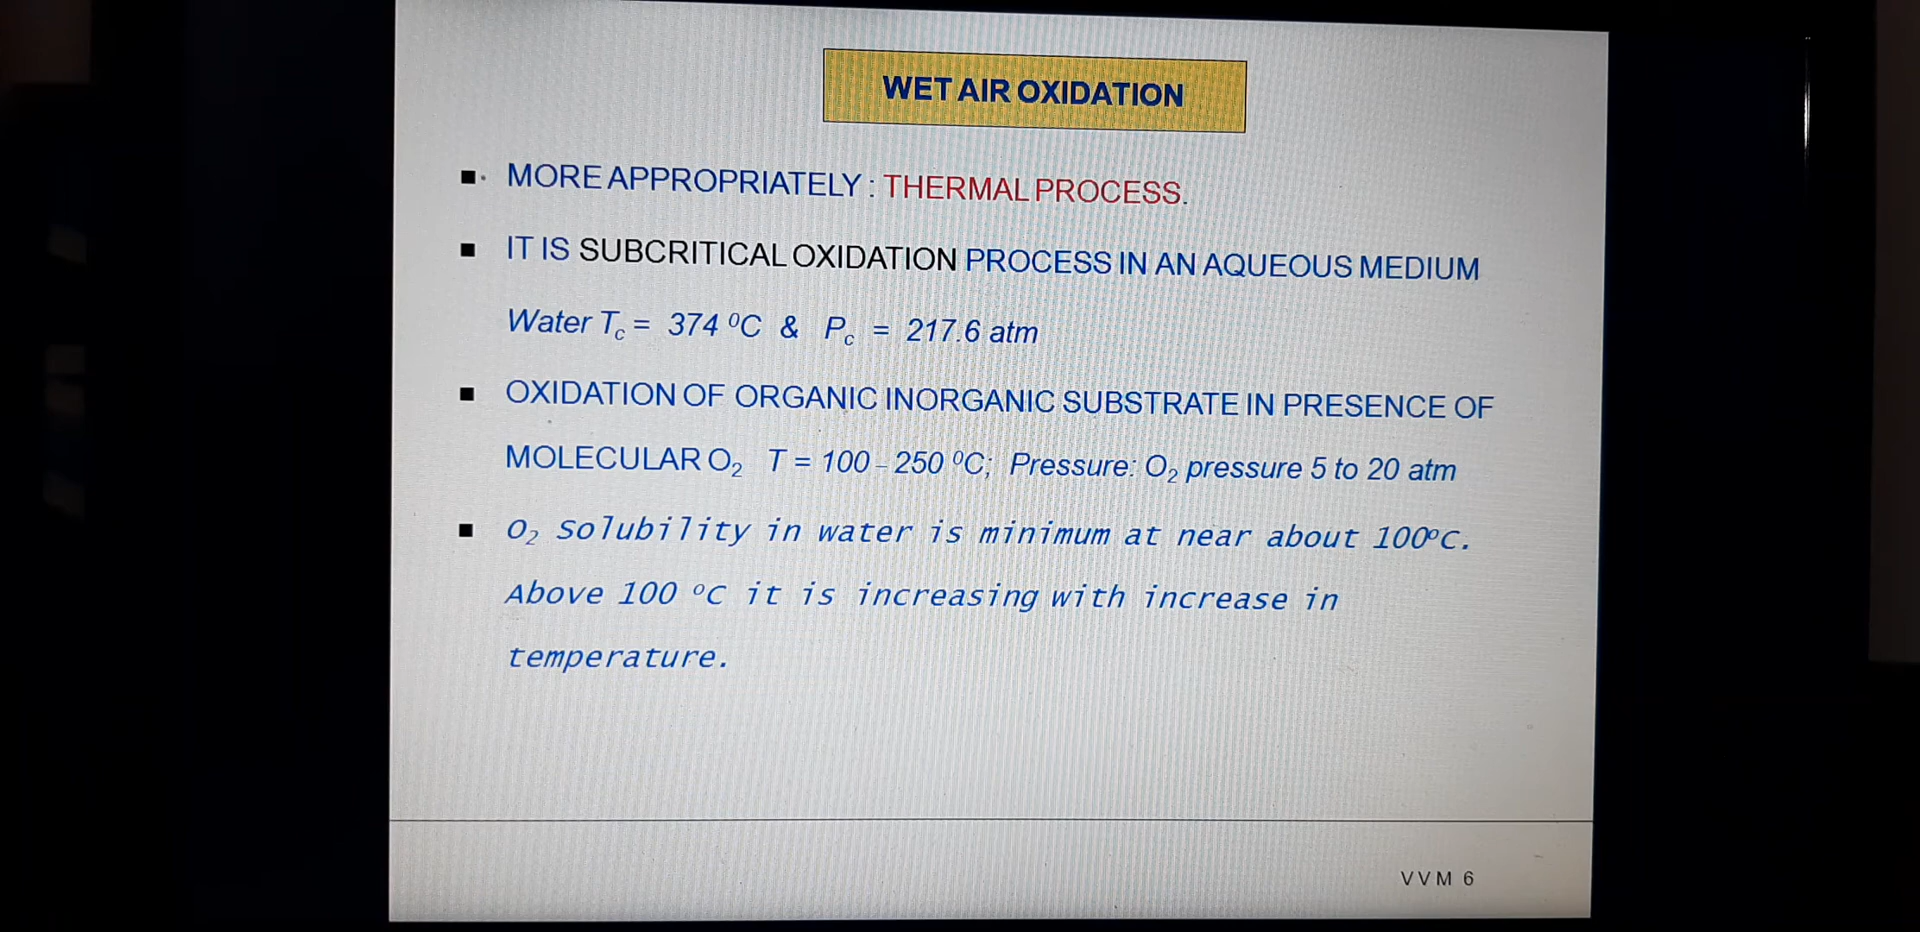 WET AIR OXIDATION
▪ MORE APPROPRIATELY : THERMAL PROCESS.
▪ IT IS SUBCRITICAL OXIDATION PROCESS IN AN AQUEOUS MEDIUM
Water Tc = 374 ⁰C & Pc = 217.6 atm
▪ OXIDATION OF ORGANIC INORGANIC SUBSTRATE IN PRESENCE OF
MOLECULAR O₂ T = 100 – 250 ⁰C; Pressure: O₂ pressure 5 to 20 atm
▪ O₂ solubility in water is minimum at near about 100ºC.
Above 100 ºC it is increasing with increase in
temperature.
VVM 6